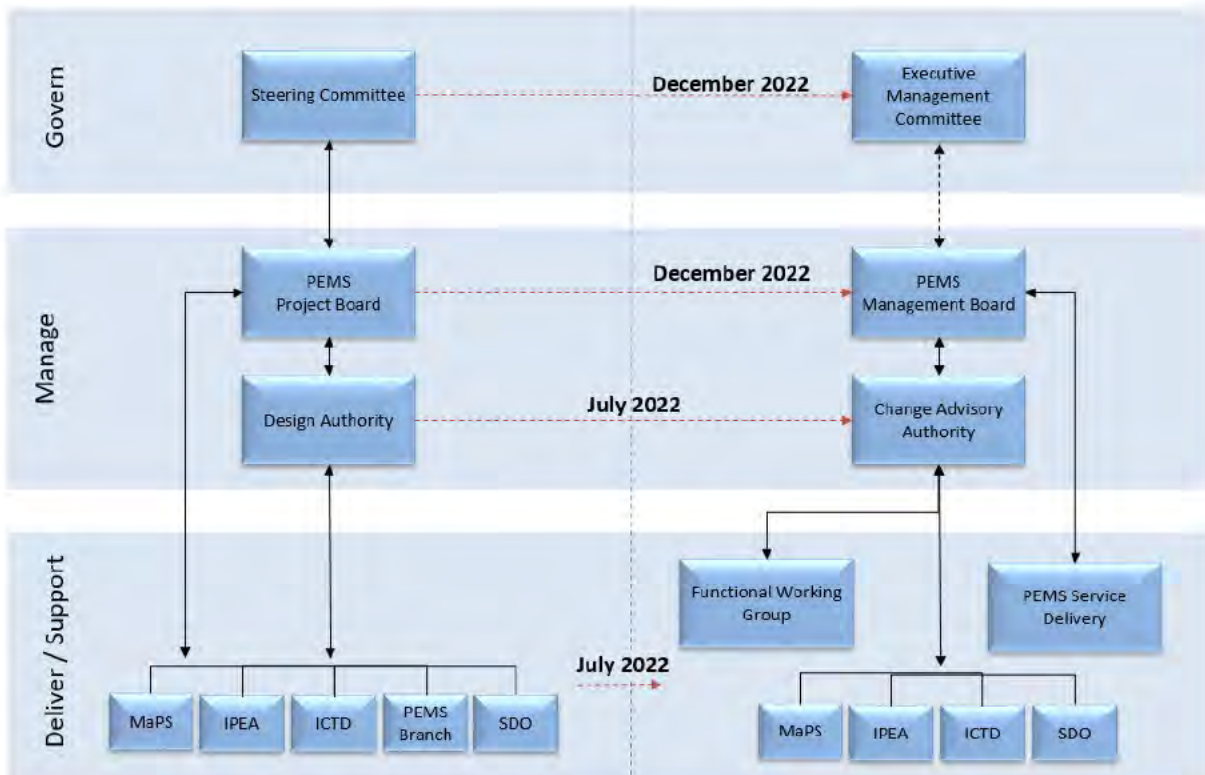 Govern
Steering Committee
December 2022
Executive
Management
Committee
Manage
PEMS
Project Board
December 2022
PEMS
Management Board
Design Authority
July 2022
Change Advisory
Authority
Deliver / Support
Functional Working
Group
PEMS Service
Delivery
July 2022
MaPS
IPEA
ICTD
PEMS
Branch
SDO
MaPS
IPEA
ICTD
SDO